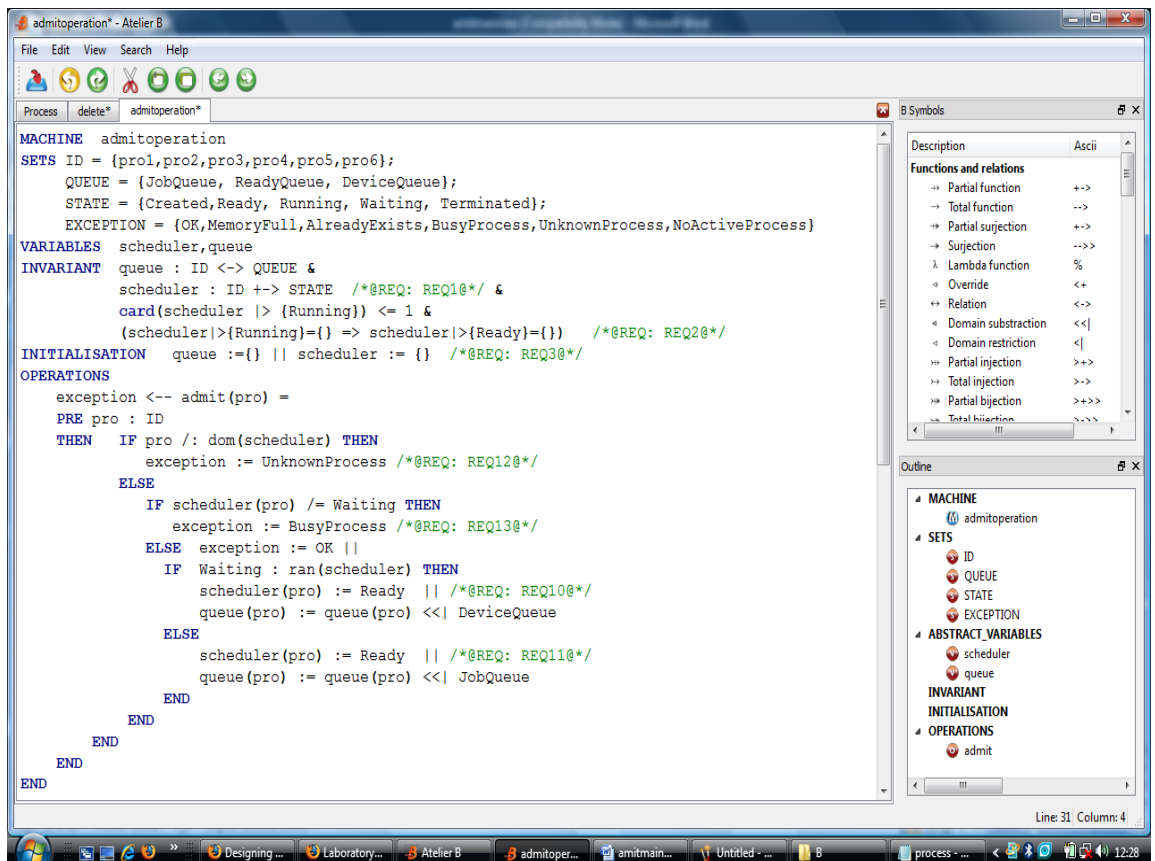 admitoperation* - Atelier B
File Edit View Search Help
Process delete* admitoperation*
MACHINE admitoperation
SETS ID = {pro1,pro2,pro3,pro4,pro5,pro6};
QUEUE = {JobQueue, ReadyQueue, DeviceQueue};
STATE = {Created,Ready, Running, Waiting, Terminated};
EXCEPTION = {OK,MemoryFull,AlreadyExists,BusyProcess,UnknownProcess,NoActiveProcess}
VARIABLES scheduler,queue
INVARIANT queue : ID <-> QUEUE &
scheduler : ID +-> STATE /*@REQ: REQ1@*/ &
card(scheduler |> {Running}) <= 1 &
(scheduler|>{Running}={} => scheduler|>{Ready}={}) /*@REQ: REQ2@*/
INITIALISATION queue :={} || scheduler := {} /*@REQ: REQ3@*/
OPERATIONS
exception <-- admit(pro) =
PRE pro : ID
THEN IF pro /: dom(scheduler) THEN
exception := UnknownProcess /*@REQ: REQ12@*/
ELSE
IF scheduler(pro) /= Waiting THEN
exception := BusyProcess /*@REQ: REQ13@*/
ELSE exception := OK ||
IF Waiting : ran(scheduler) THEN
scheduler(pro) := Ready || /*@REQ: REQ10@*/
queue(pro) := queue(pro) <<| DeviceQueue
ELSE
scheduler(pro) := Ready || /*@REQ: REQ11@*/
queue(pro) := queue(pro) <<| JobQueue
END
END
END
END
END
B Symbols
Description Ascii
Functions and relations
⇸ Partial function +->
→ Total function -->
⤀ Partial surjection +->
↠ Surjection -->>
λ Lambda function %
Override <+
↔ Relation <->
Domain substraction <<|
Domain restriction <|
Partial injection >+>
↣ Total injection >->
Partial bijection >+>>
Total bijection >->>
Outline
MACHINE
admitoperation
SETS
ID
QUEUE
STATE
EXCEPTION
ABSTRACT_VARIABLES
scheduler
queue
INVARIANT
INITIALISATION
OPERATIONS
admit
Line: 31 Column: 4
» Designing ... Laboratory... Atelier B admitoper... amitmain... Untitled - ... B process - ... < 12:28